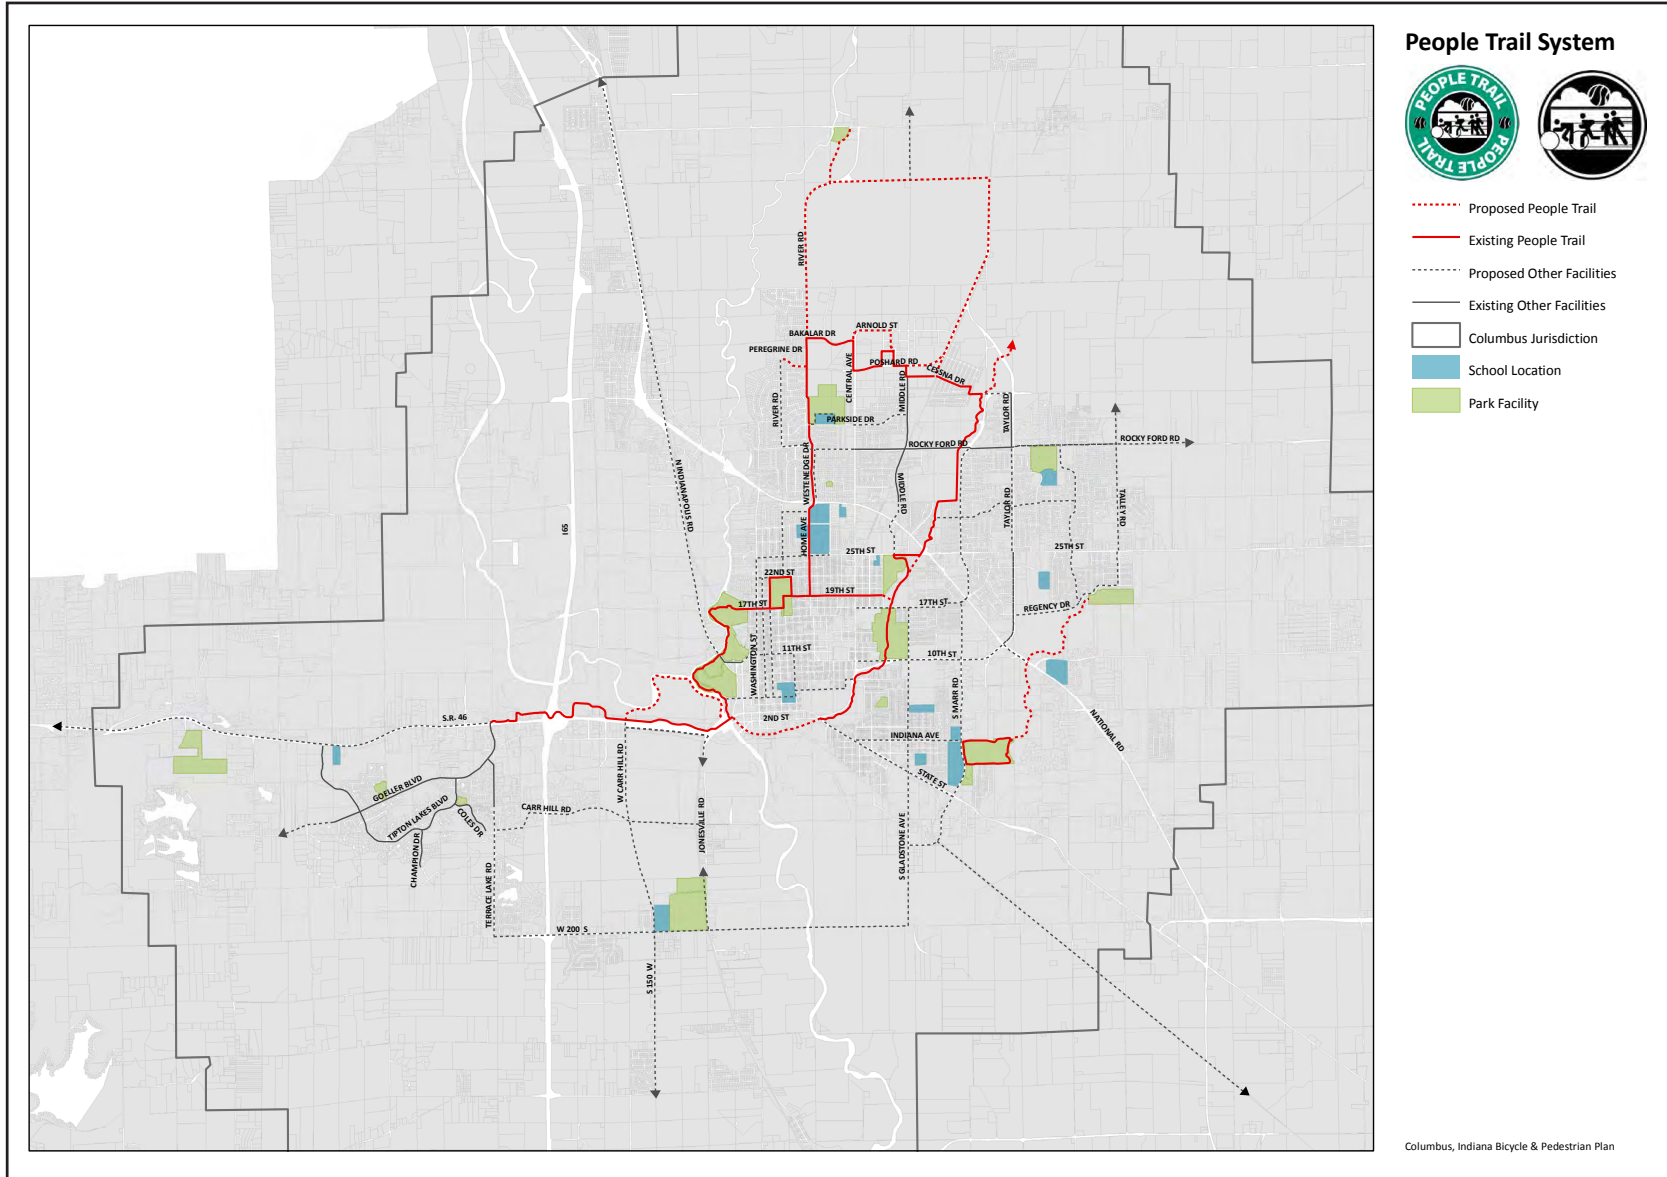 People Trail System
PEOPLE TRAIL
PEOPLE TRAIL
Proposed People Trail
Existing People Trail
Proposed Other Facilities
Existing Other Facilities
Columbus Jurisdiction
School Location
Park Facility
RIVER RD
ARNOLD ST
BAKALAR DR
PEREGRINE DR
CENTRAL AVE
POSHARD RD
CESSNA DR
MIDDLE RD
RIVER RD
TAYLOR RD
PARKSIDE DR
ROCKY FORD RD
ROCKY FORD RD
WESTENEDGE DR
N INDIANAPOLIS RD
MIDDLE RD
TAYLOR RD
TALLEY RD
I65
HOME AVE
25TH ST
25TH ST
22ND ST
19TH ST
17TH ST
17TH ST
REGENCY DR
11TH ST
10TH ST
WASHINGTON ST
S MARR RD
S.R. 46
2ND ST
INDIANA AVE
NATIONAL RD
STATE ST
W CARR HILL RD
GOELLER BLVD
TIPTON LAKES BLVD
COLES DR
CARR HILL RD
JONESVILLE RD
CHAMPION DR
S GLADSTONE AVE
TERRACE LAKE RD
W 200 S
S 150 W
Columbus, Indiana Bicycle & Pedestrian Plan